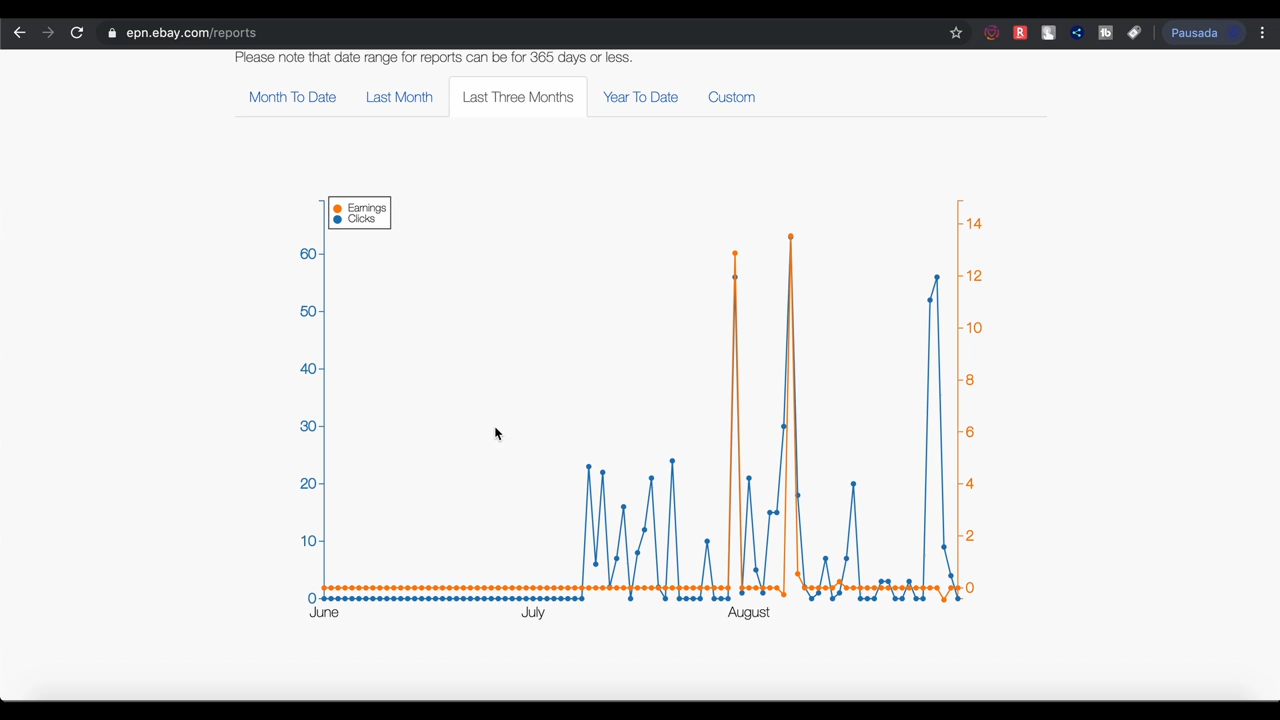 epn.ebay.com/reports
Pausada
Please note that date range for reports can be for 365 days or less.
Month To Date Last Month Last Three Months Year To Date Custom
Earnings
Clicks
60
50
40
30
20
10
0
14
12
10
8
6
4
2
0
June July August